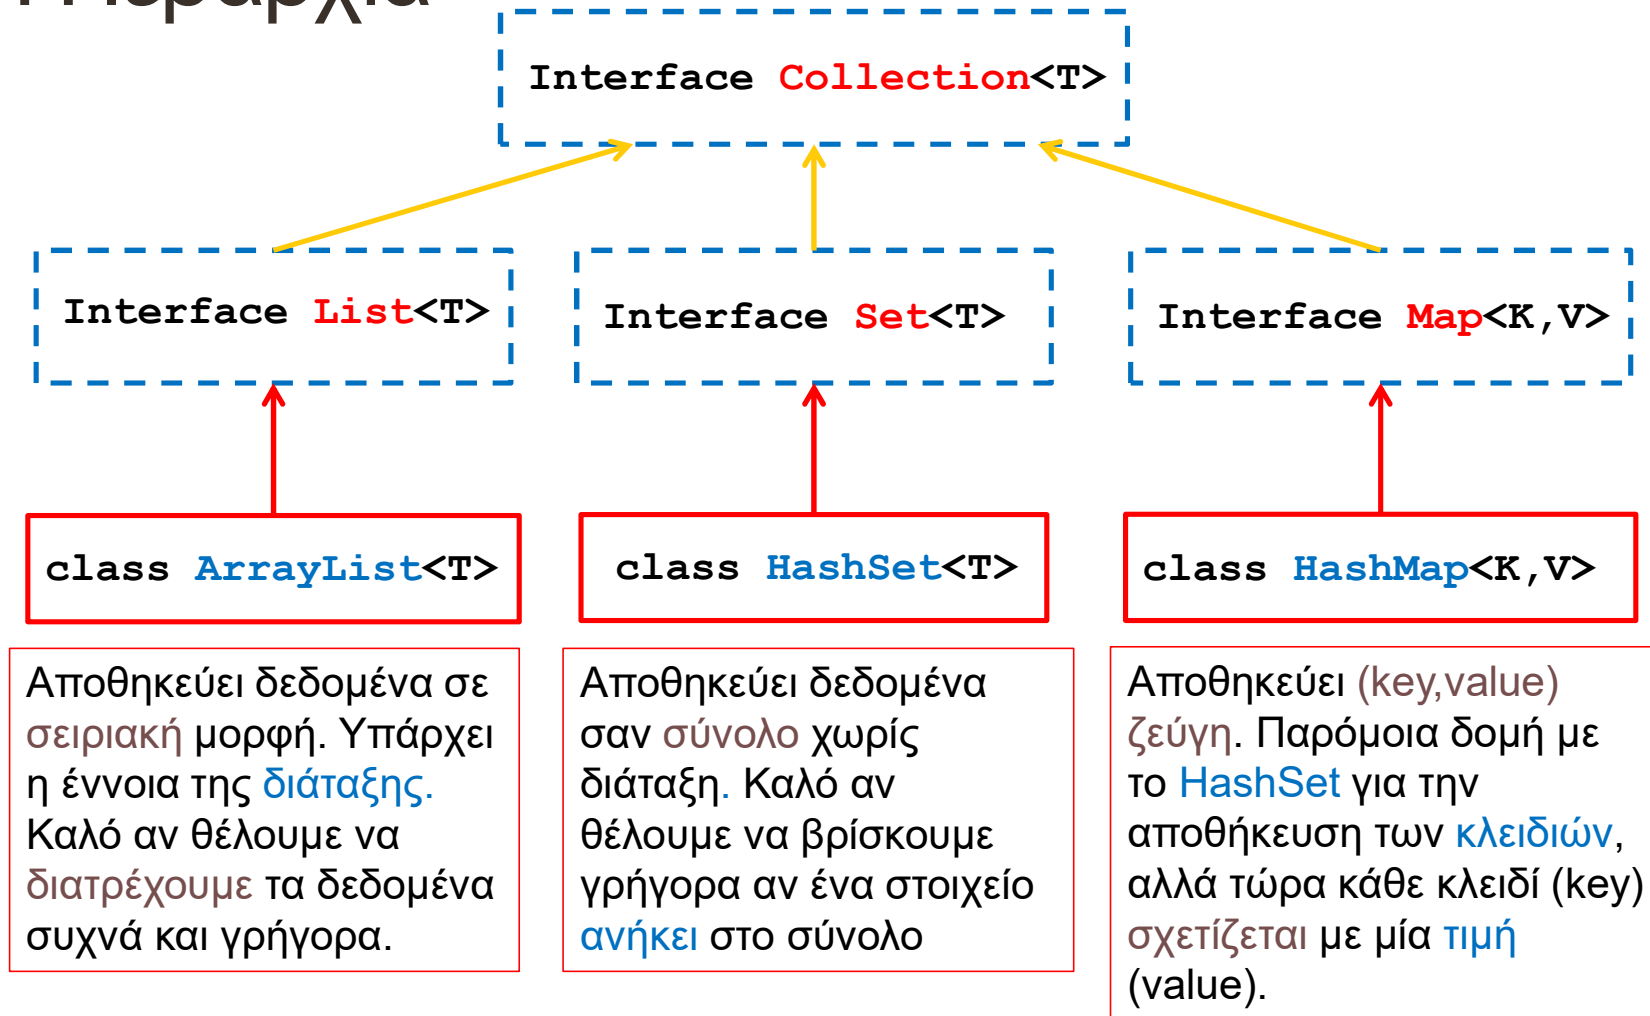 Η Ιεραρχία
Interface Collection<T>
Interface List<T>
Interface Set<T>
Interface Map<K,V>
class ArrayList<T>
class HashSet<T>
class HashMap<K,V>
Αποθηκεύει δεδομένα σε
σειριακή μορφή. Υπάρχει
η έννοια της διάταξης.
Καλό αν θέλουμε να
διατρέχουμε τα δεδομένα
συχνά και γρήγορα.
Αποθηκεύει δεδομένα
σαν σύνολο χωρίς
διάταξη. Καλό αν
θέλουμε να βρίσκουμε
γρήγορα αν ένα στοιχείο
ανήκει στο σύνολο
Αποθηκεύει (key,value)
ζεύγη. Παρόμοια δομή με
το HashSet για την
αποθήκευση των κλειδιών,
αλλά τώρα κάθε κλειδί (key)
σχετίζεται με μία τιμή
(value).